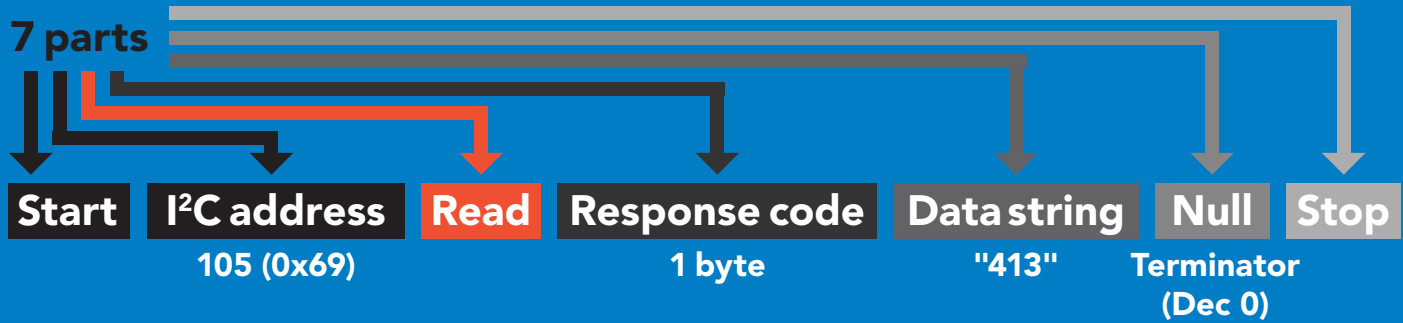 7 parts
Start I²C address Read Response code Data string Null Stop
105 (0x69) 1 byte "413" Terminator
(Dec 0)